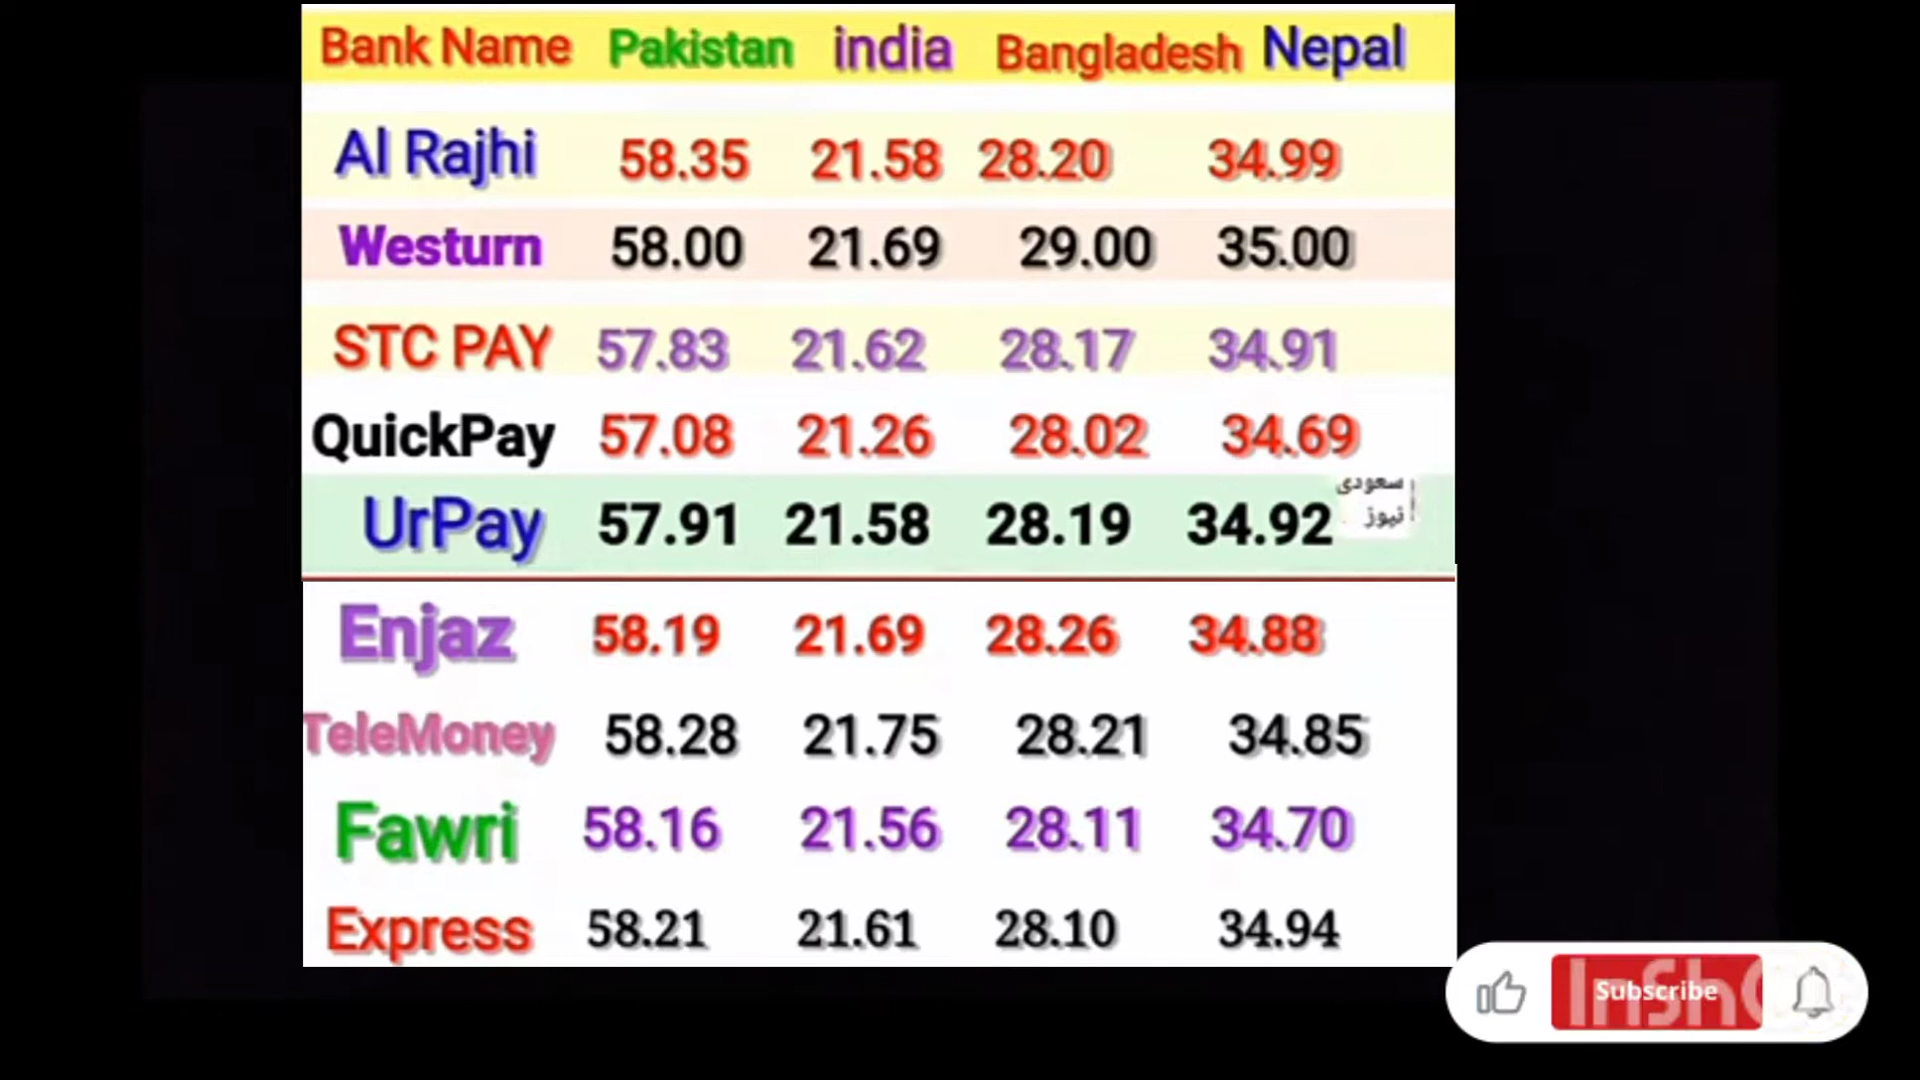 Bank Name Pakistan india Bangladesh Nepal
Al Rajhi 58.35 21.58 28.20 34.99
Westurn 58.00 21.69 29.00 35.00
STC PAY 57.83 21.62 28.17 34.91
QuickPay 57.08 21.26 28.02 34.69
UrPay 57.91 21.58 28.19 34.92
سعودی
نیوز
Enjaz 58.19 21.69 28.26 34.88
TeleMoney 58.28 21.75 28.21 34.85
Fawri 58.16 21.56 28.11 34.70
Express 58.21 21.61 28.10 34.94
Subscribe